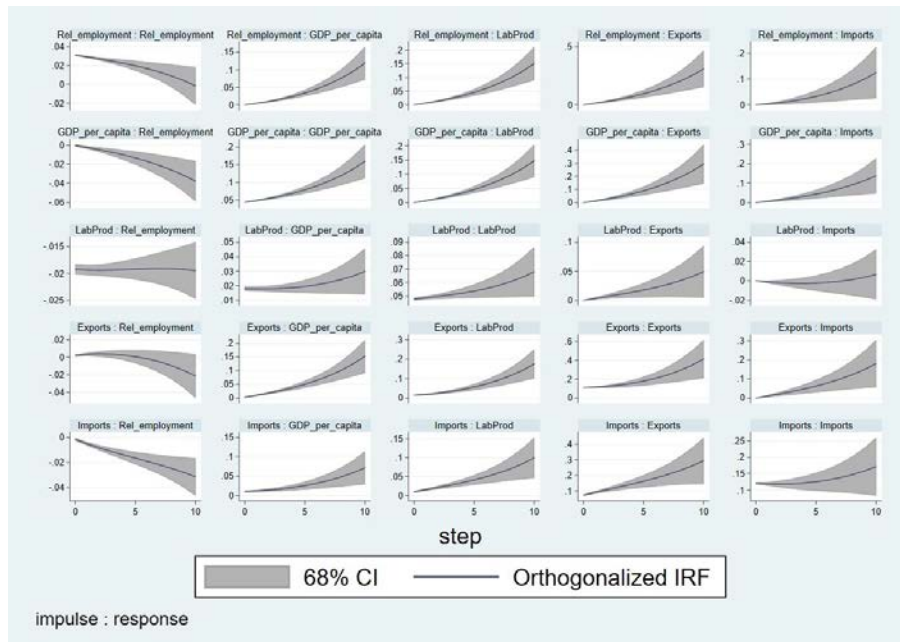 Rel_employment : Rel_employment
Rel_employment : GDP_per_capita
Rel_employment : LabProd
Rel_employment : Exports
Rel_employment : Imports
.04
.02
0
-.02
.15
.1
.05
0
.2
.15
.1
.05
0
.5
0
.2
.1
0
GDP_per_capita : Rel_employment
GDP_per_capita : GDP_per_capita
GDP_per_capita : LabProd
GDP_per_capita : Exports
GDP_per_capita : Imports
0
-.02
-.04
-.06
.2
.15
.1
.05
.2
.15
.1
.05
0
.4
.3
.2
.1
0
.3
.2
.1
0
LabProd : Rel_employment
LabProd : GDP_per_capita
LabProd : LabProd
LabProd : Exports
LabProd : Imports
-.015
-.02
-.025
.05
.04
.03
.02
.01
.09
.08
.07
.06
.05
.1
.05
0
.04
.02
0
-.02
Exports : Rel_employment
Exports : GDP_per_capita
Exports : LabProd
Exports : Exports
Exports : Imports
.02
0
-.02
-.04
.2
.15
.1
.05
0
.3
.2
.1
0
.6
.4
.2
0
.3
.2
.1
0
Imports : Rel_employment
Imports : GDP_per_capita
Imports : LabProd
Imports : Exports
Imports : Imports
0
-.02
-.04
.15
.1
.05
0
.15
.1
.05
0
.4
.3
.2
.1
.25
.2
.15
.1
0 5 10
0 5 10
0 5 10
0 5 10
0 5 10
step
68% CI
Orthogonalized IRF
impulse : response